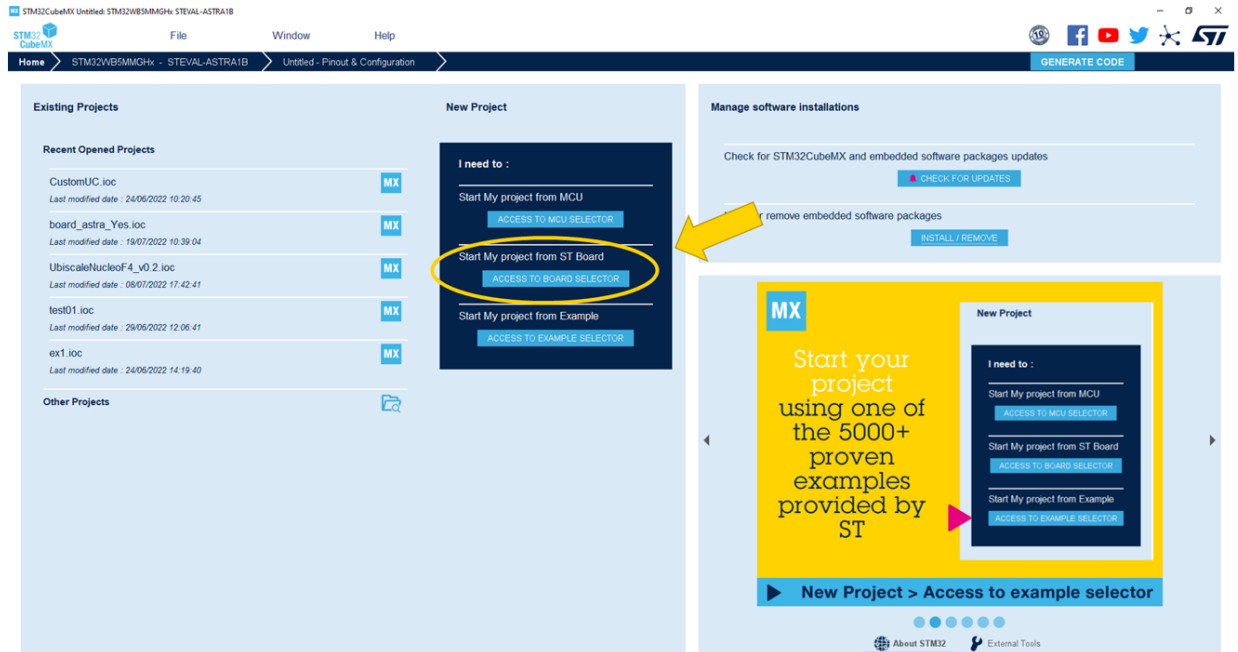 MX STM32CubeMX Untitled: STM32WB5MMGHx STEVAL-ASTRA1B
STM32
CubeMX
File
Window
Help
10
Home
STM32WB5MMGHx - STEVAL-ASTRA1B
Untitled - Pinout & Configuration
GENERATE CODE
Existing Projects
Recent Opened Projects
CustomUC.ioc
MX
Last modified date : 24/06/2022 10:20:45
board_astra_Yes.ioc
MX
Last modified date : 19/07/2022 10:39:04
UbiscaleNucleoF4_v0.2.ioc
MX
Last modified date : 08/07/2022 17:42:41
test01.ioc
MX
Last modified date : 29/06/2022 12:06:41
ex1.ioc
MX
Last modified date : 24/06/2022 14:19:40
Other Projects
New Project
I need to :
Start My project from MCU
ACCESS TO MCU SELECTOR
Start My project from ST Board
ACCESS TO BOARD SELECTOR
Start My project from Example
ACCESS TO EXAMPLE SELECTOR
Manage software installations
Check for STM32CubeMX and embedded software packages updates
CHECK FOR UPDATES
remove embedded software packages
INSTALL / REMOVE
MX
Start your
project
using one of
the 5000+
proven
examples
provided by
ST
New Project
I need to :
Start My project from MCU
ACCESS TO MCU SELECTOR
Start My project from ST Board
ACCESS TO BOARD SELECTOR
Start My project from Example
ACCESS TO EXAMPLE SELECTOR
New Project > Access to example selector
About STM32
External Tools